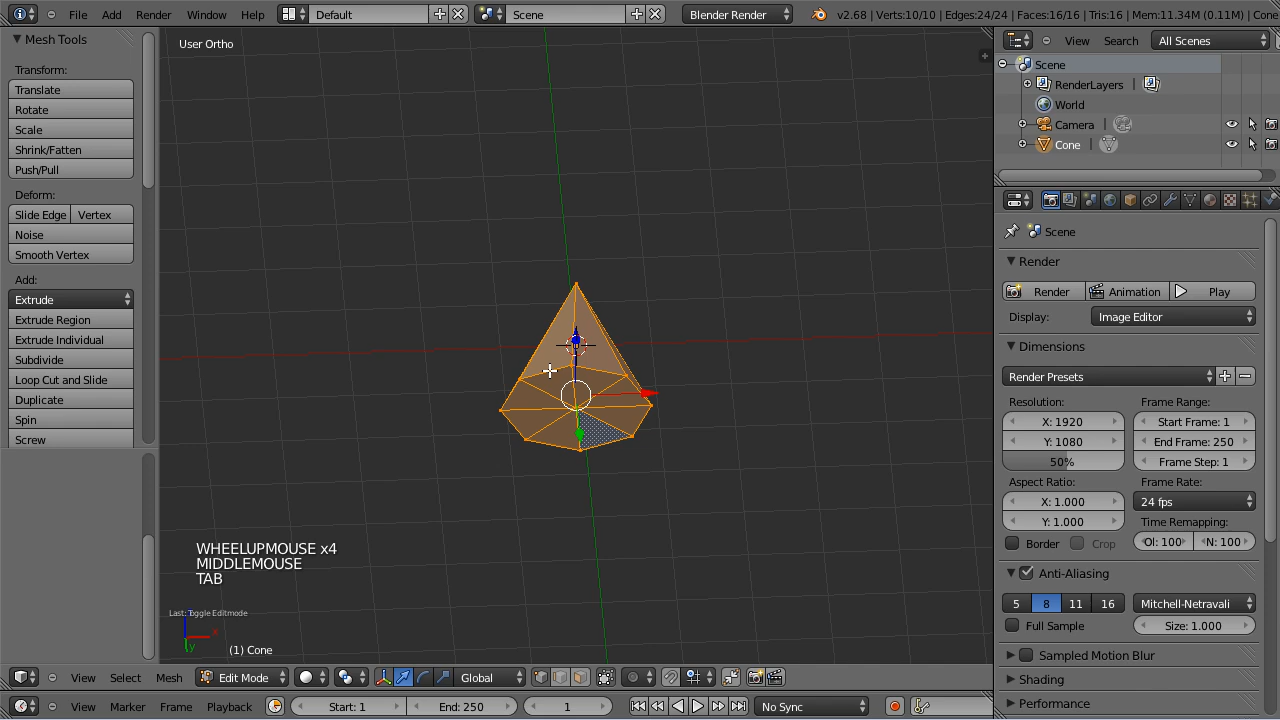 File Add Render Window Help Default Scene Blender Render v2.68 | Verts:10/10 | Edges:24/24 | Faces:16/16 | Tris:16 | Mem:11.34M (0.11M) | Cone
Mesh Tools
Transform:
Translate
Rotate
Scale
Shrink/Fatten
Push/Pull
Deform:
Slide Edge Vertex
Noise
Smooth Vertex
Add:
Extrude
Extrude Region
Extrude Individual
Subdivide
Loop Cut and Slide
Duplicate
Spin
Screw
User Ortho
WHEELUPMOUSE x4
MIDDLEMOUSE
TAB
Last: Toggle Editmode
x
y
(1) Cone
View Select Mesh Edit Mode Global
View Marker Frame Playback Start: 1 End: 250 1 No Sync
View Search All Scenes
Scene
RenderLayers |
World
Camera |
Cone |
Scene
Render
Render Animation Play
Display: Image Editor
Dimensions
Render Presets
Resolution: Frame Range:
X: 1920 Start Frame: 1
Y: 1080 End Frame: 250
50% Frame Step: 1
Aspect Ratio: Frame Rate:
X: 1.000 24 fps
Y: 1.000 Time Remapping:
Border Crop Ol: 100 N: 100
Anti-Aliasing
5 8 11 16 Mitchell-Netravali
Full Sample Size: 1.000
Sampled Motion Blur
Shading
Performance